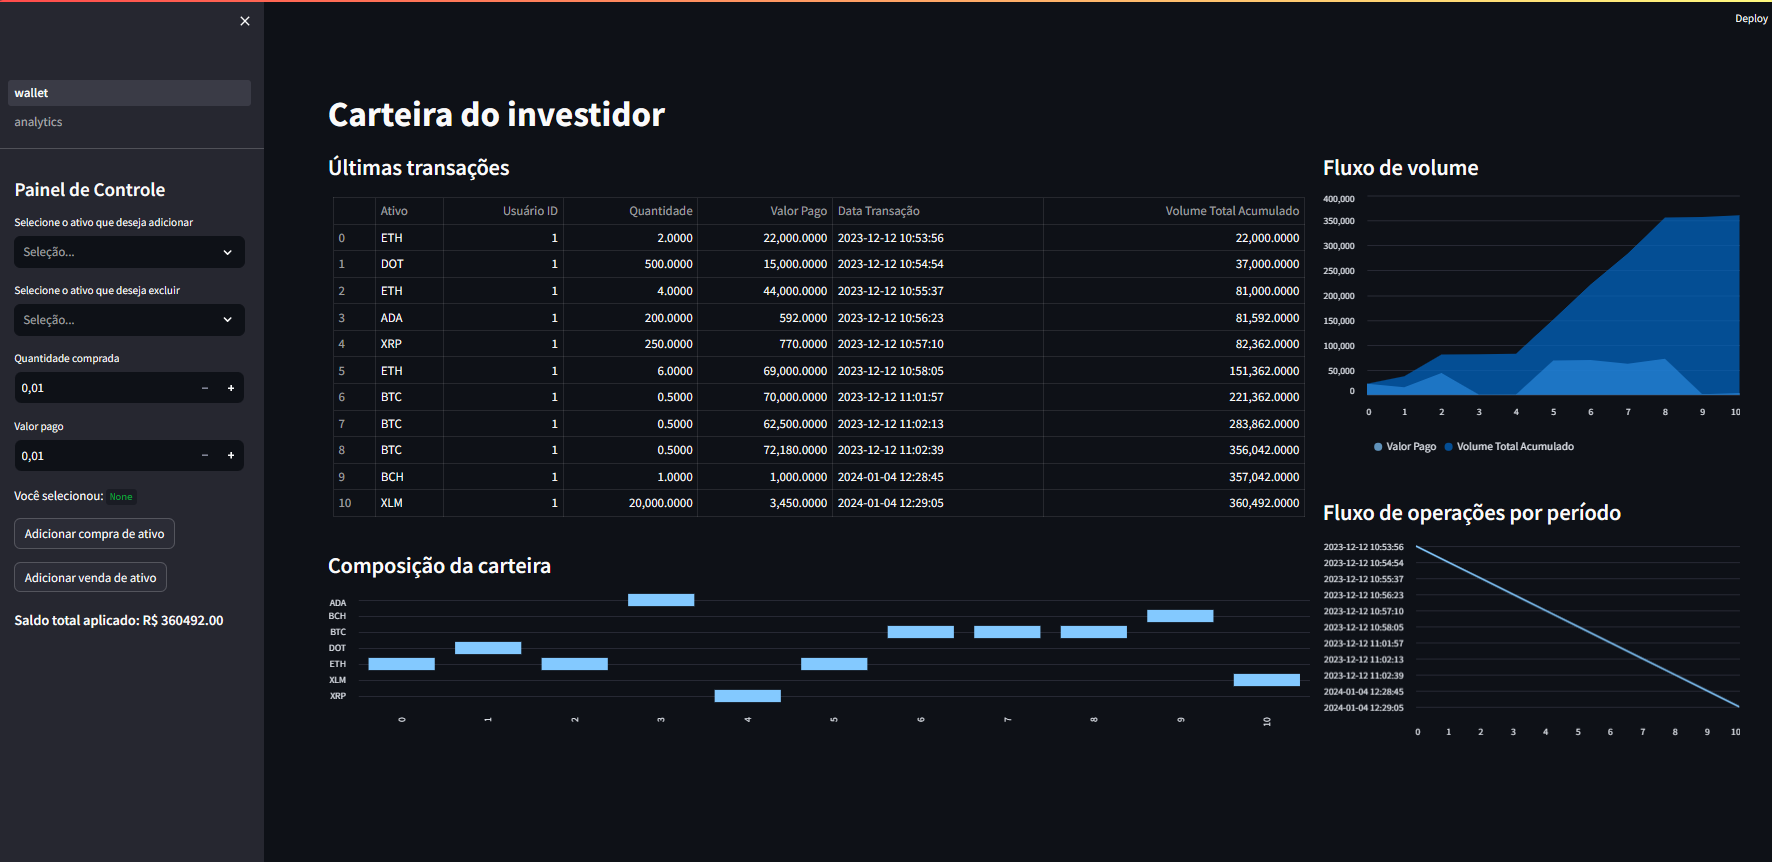 ×
Deploy
wallet
analytics
Painel de Controle
Selecione o ativo que deseja adicionar
Seleção...
Selecione o ativo que deseja excluir
Seleção...
Quantidade comprada
0,01 − +
Valor pago
0,01 − +
Você selecionou: None
Adicionar compra de ativo
Adicionar venda de ativo
Saldo total aplicado: R$ 360492.00
Carteira do investidor
Últimas transações
Ativo Usuário ID Quantidade Valor Pago Data Transação Volume Total Acumulado
0 ETH 1 2.0000 22,000.0000 2023-12-12 10:53:56 22,000.0000
1 DOT 1 500.0000 15,000.0000 2023-12-12 10:54:54 37,000.0000
2 ETH 1 4.0000 44,000.0000 2023-12-12 10:55:37 81,000.0000
3 ADA 1 200.0000 592.0000 2023-12-12 10:56:23 81,592.0000
4 XRP 1 250.0000 770.0000 2023-12-12 10:57:10 82,362.0000
5 ETH 1 6.0000 69,000.0000 2023-12-12 10:58:05 151,362.0000
6 BTC 1 0.5000 70,000.0000 2023-12-12 11:01:57 221,362.0000
7 BTC 1 0.5000 62,500.0000 2023-12-12 11:02:13 283,862.0000
8 BTC 1 0.5000 72,180.0000 2023-12-12 11:02:39 356,042.0000
9 BCH 1 1.0000 1,000.0000 2024-01-04 12:28:45 357,042.0000
10 XLM 1 20,000.0000 3,450.0000 2024-01-04 12:29:05 360,492.0000
Composição da carteira
ADA
BCH
BTC
DOT
ETH
XLM
XRP
0 1 2 3 4 5 6 7 8 9 10
Fluxo de volume
400,000
350,000
300,000
250,000
200,000
150,000
100,000
50,000
0
0 1 2 3 4 5 6 7 8 9 10
Valor Pago Volume Total Acumulado
Fluxo de operações por período
2023-12-12 10:53:56
2023-12-12 10:54:54
2023-12-12 10:55:37
2023-12-12 10:56:23
2023-12-12 10:57:10
2023-12-12 10:58:05
2023-12-12 11:01:57
2023-12-12 11:02:13
2023-12-12 11:02:39
2024-01-04 12:28:45
2024-01-04 12:29:05
0 1 2 3 4 5 6 7 8 9 10